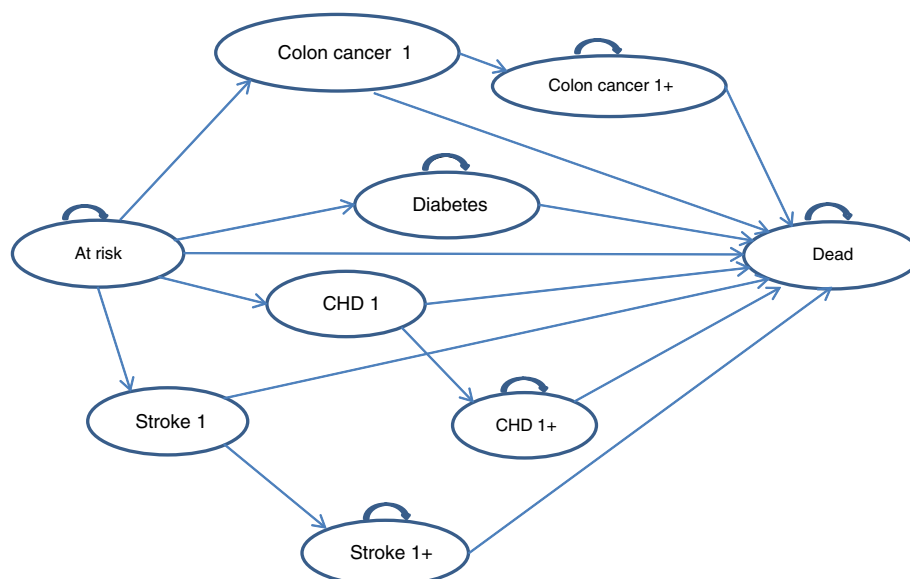 Colon cancer 1
Colon cancer 1+
Diabetes
At risk
Dead
CHD 1
Stroke 1
CHD 1+
Stroke 1+